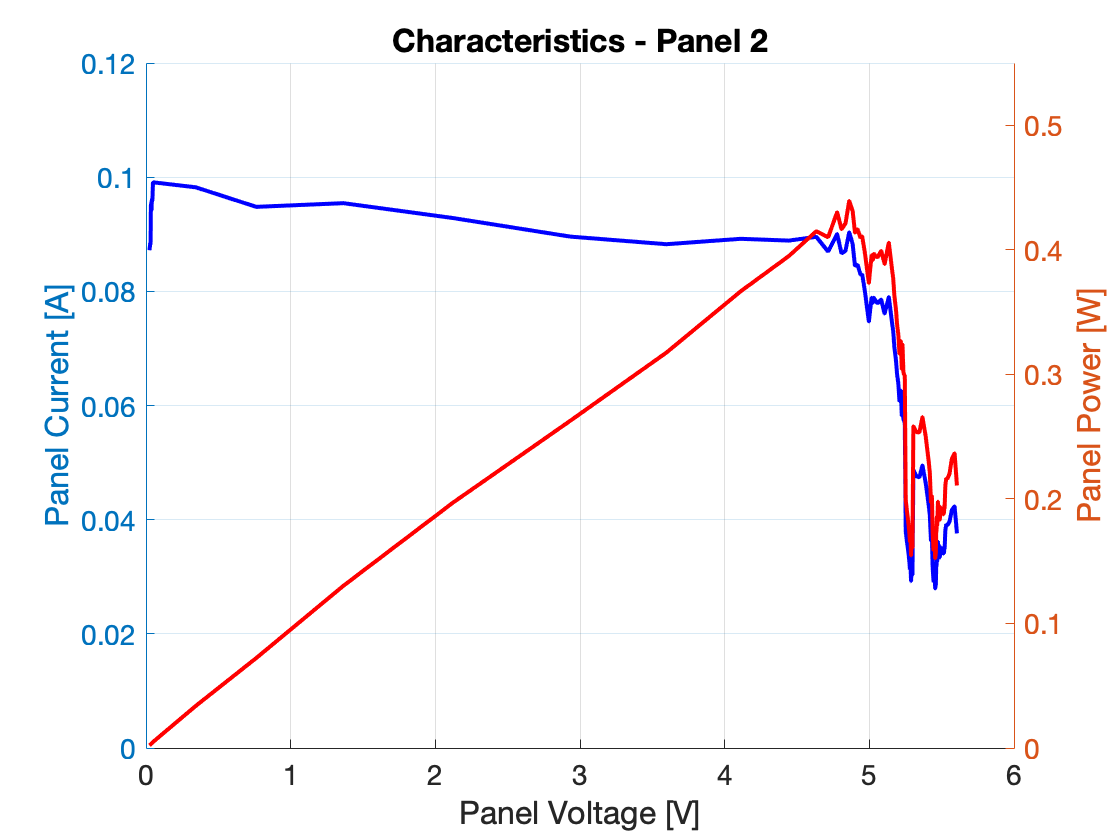 Characteristics - Panel 2
0.12
0.1
0.08
0.06
0.04
0.02
0
Panel Current [A]
0.5
0.4
0.3
0.2
0.1
0
Panel Power [W]
0 1 2 3 4 5 6
Panel Voltage [V]